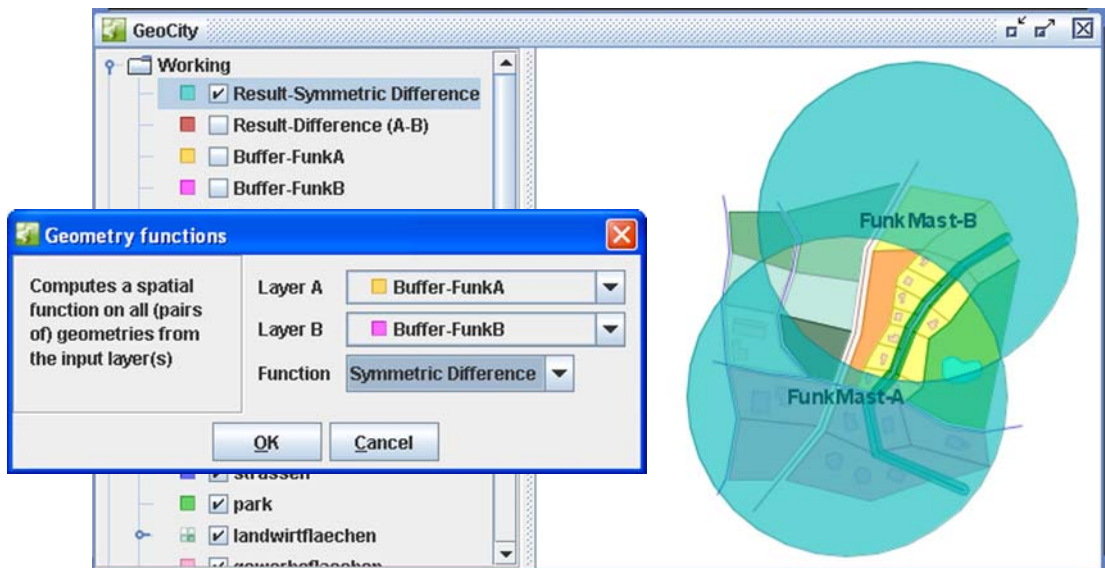 GeoCity
Working
Result-Symmetric Difference
Result-Difference (A-B)
Buffer-FunkA
Buffer-FunkB
Geometry functions
Computes a spatial
function on all (pairs
of) geometries from
the input layer(s)
Layer A
Buffer-FunkA
Layer B
Buffer-FunkB
Function
Symmetric Difference
OK
Cancel
strassen
park
landwirtflaechen
gewerbeflaechen
FunkMast-B
FunkMast-A